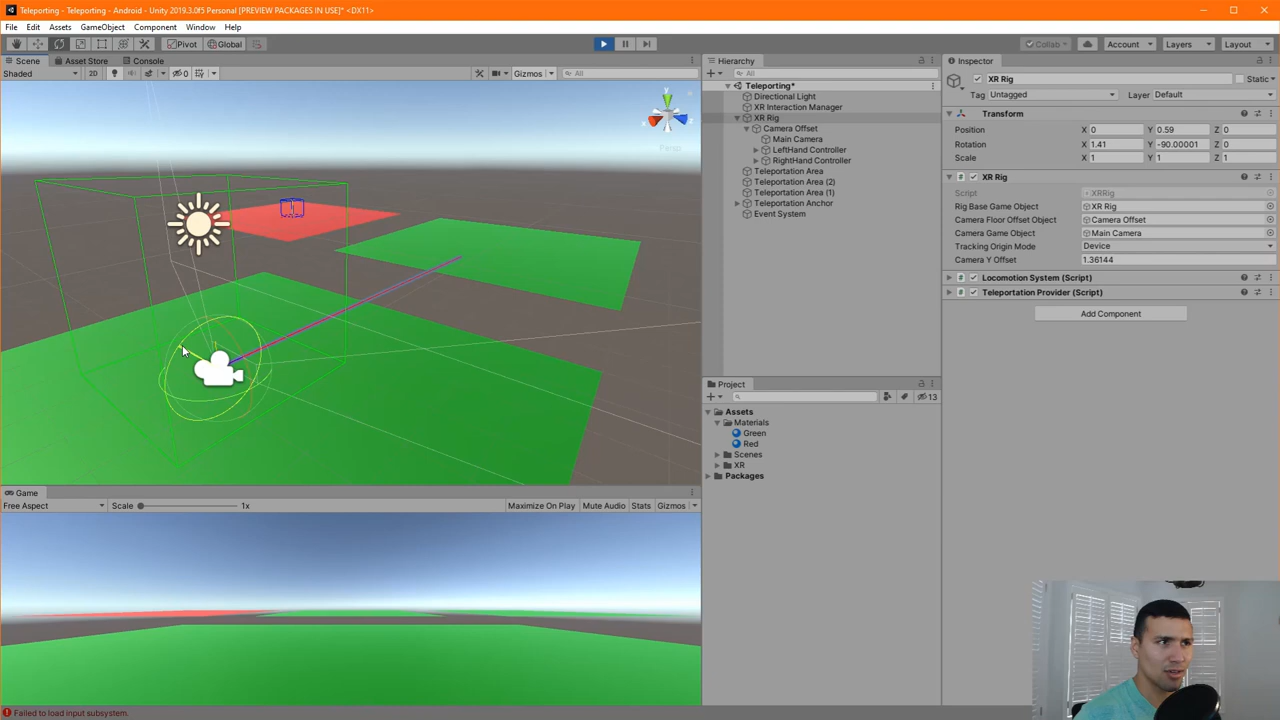 Teleporting - Teleporting - Android - Unity 2019.3.0f5 Personal [PREVIEW PACKAGES IN USE]* <DX11>
File Edit Assets GameObject Component Window Help
Pivot Global Collab Account Layers Layout
Scene Asset Store Console
Shaded 2D 0 Gizmos All
x
Persp
Game
Free Aspect Scale 1x Maximize On Play Mute Audio Stats Gizmos
Hierarchy
All
Teleporting*
Directional Light
XR Interaction Manager
XR Rig
Camera Offset
Main Camera
LeftHand Controller
RightHand Controller
Teleportation Area
Teleportation Area (2)
Teleportation Area (1)
Teleportation Anchor
Event System
Project
13
Assets
Materials
Green
Red
Scenes
XR
Packages
Inspector
XR Rig Static
Tag Untagged Layer Default
Transform
Position X 0 Y 0.59 Z 0
Rotation X 1.41 Y -90.00001 Z 0
Scale X 1 Y 1 Z 1
XR Rig
Script XRRig
Rig Base Game Object XR Rig
Camera Floor Offset Object Camera Offset
Camera Game Object Main Camera
Tracking Origin Mode Device
Camera Y Offset 1.36144
Locomotion System (Script)
Teleportation Provider (Script)
Add Component
Failed to load input subsystem.